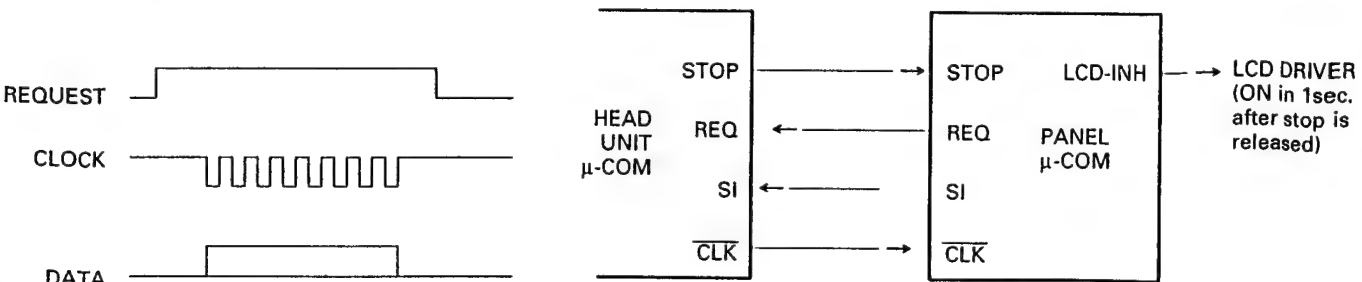 REQUEST
CLOCK
DATA
HEAD
UNIT
μ-COM
STOP
REQ
SI
CLK
STOP
REQ
SI
CLK
LCD-INH
PANEL
μ-COM
LCD DRIVER
(ON in 1sec.
after stop is
released)